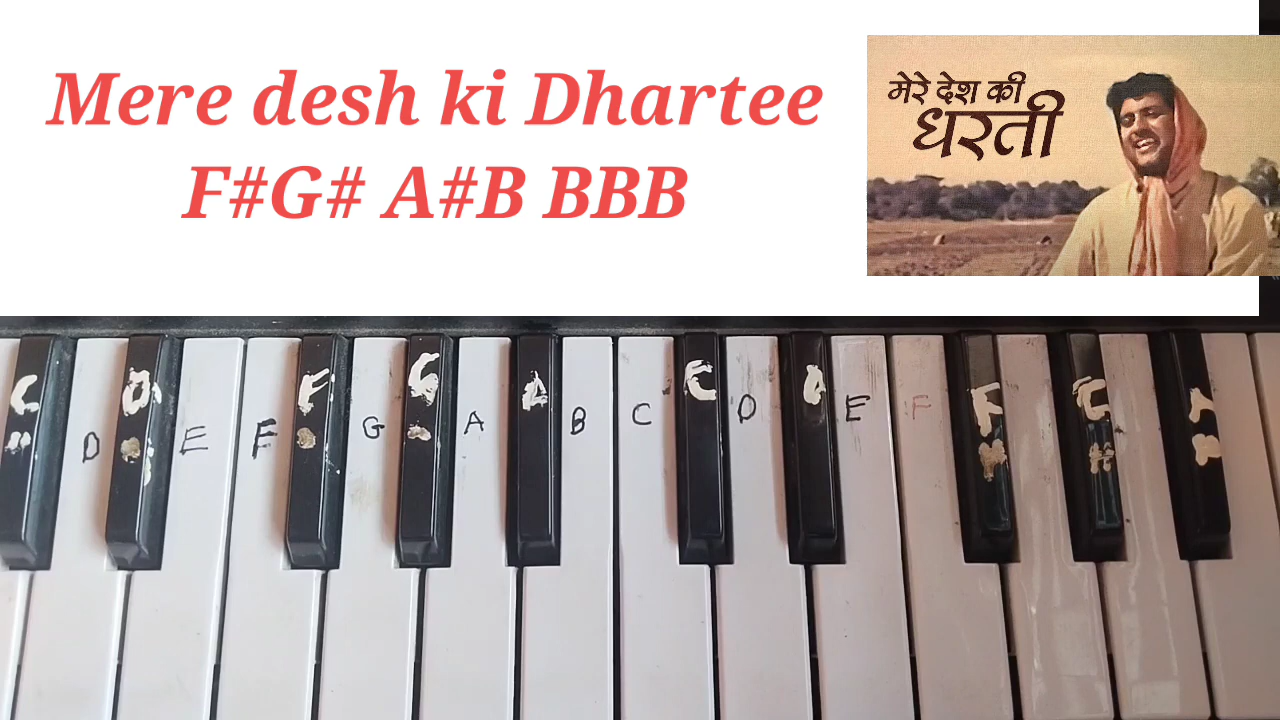 Mere desh ki Dhartee
F#G# A#B BBB
मेरे देश की
धरती
C D F G A C D F G A
# # #
D E F G A B C D E F